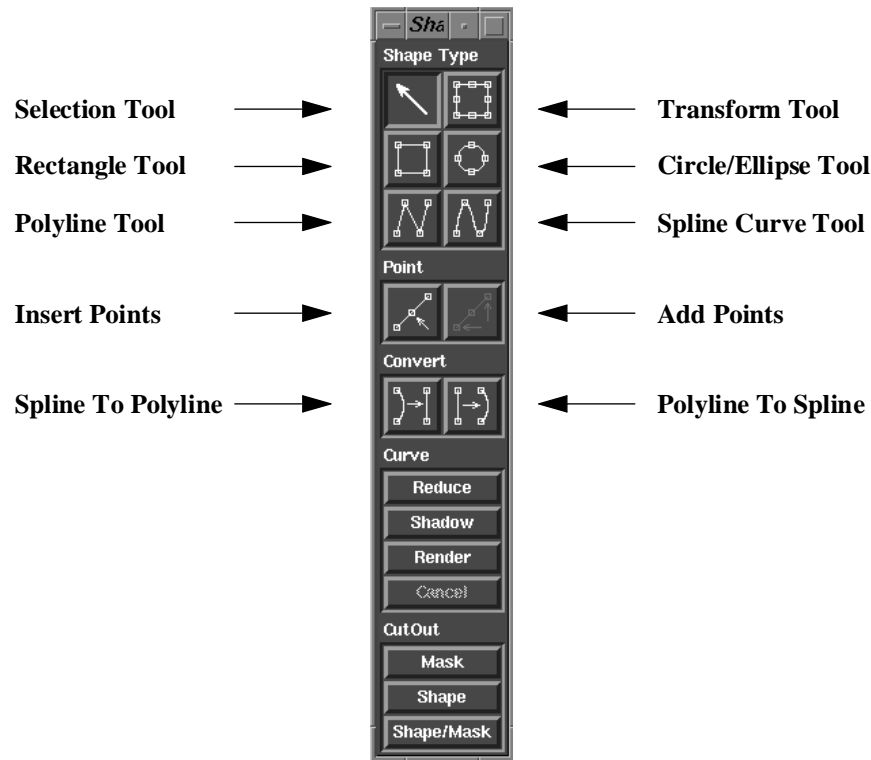 Sha
Shape Type
Selection Tool
Transform Tool
Rectangle Tool
Circle/Ellipse Tool
Polyline Tool
Spline Curve Tool
Point
Insert Points
Add Points
Convert
Spline To Polyline
Polyline To Spline
Curve
Reduce
Shadow
Render
Cancel
CutOut
Mask
Shape
Shape/Mask